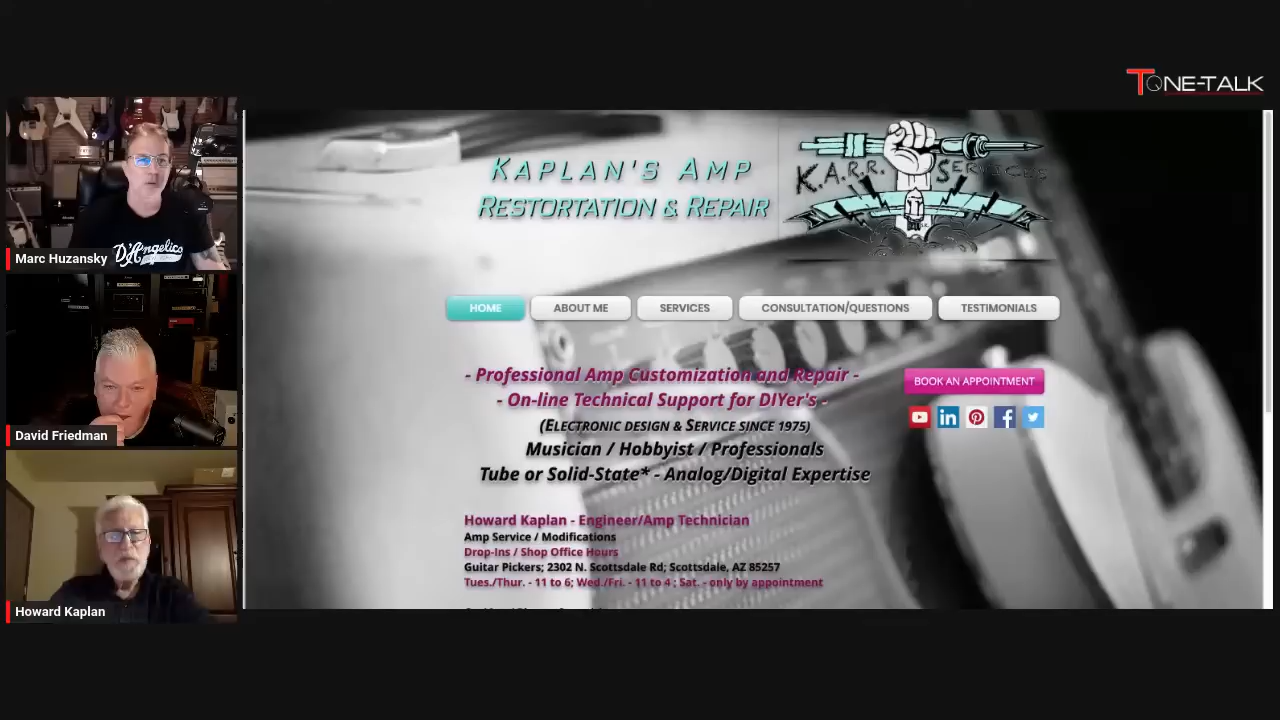 TONE-TALK
Marc Huzansky
D'Angelico
David Friedman
Howard Kaplan
KAPLAN'S AMP
RESTORTATION & REPAIR
K.A.R.R. SERVICES
HOME
ABOUT ME
SERVICES
CONSULTATION/QUESTIONS
TESTIMONIALS
- Professional Amp Customization and Repair -
- On-line Technical Support for DIYer's -
(ELECTRONIC DESIGN & SERVICE SINCE 1975)
Musician / Hobbyist / Professionals
Tube or Solid-State* - Analog/Digital Expertise
BOOK AN APPOINTMENT
Howard Kaplan - Engineer/Amp Technician
Amp Service / Modifications
Drop-Ins / Shop Office Hours
Guitar Pickers; 2302 N. Scottsdale Rd; Scottsdale, AZ 85257
Tues./Thur. - 11 to 6; Wed./Fri. - 11 to 4 ; Sat. - only by appointment